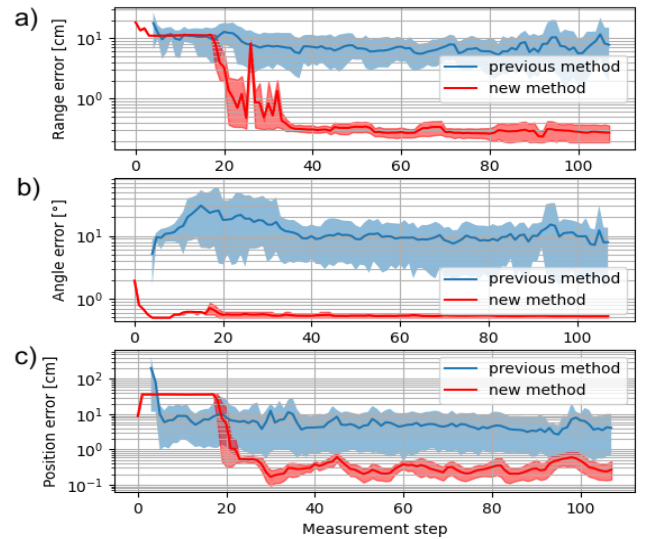 a)
Range error [cm]
10¹
10⁰
previous method
new method
0 20 40 60 80 100
b)
Angle error [°]
10¹
10⁰
previous method
new method
0 20 40 60 80 100
c)
Position error [cm]
10²
10¹
10⁰
10⁻¹
previous method
new method
0 20 40 60 80 100
Measurement step